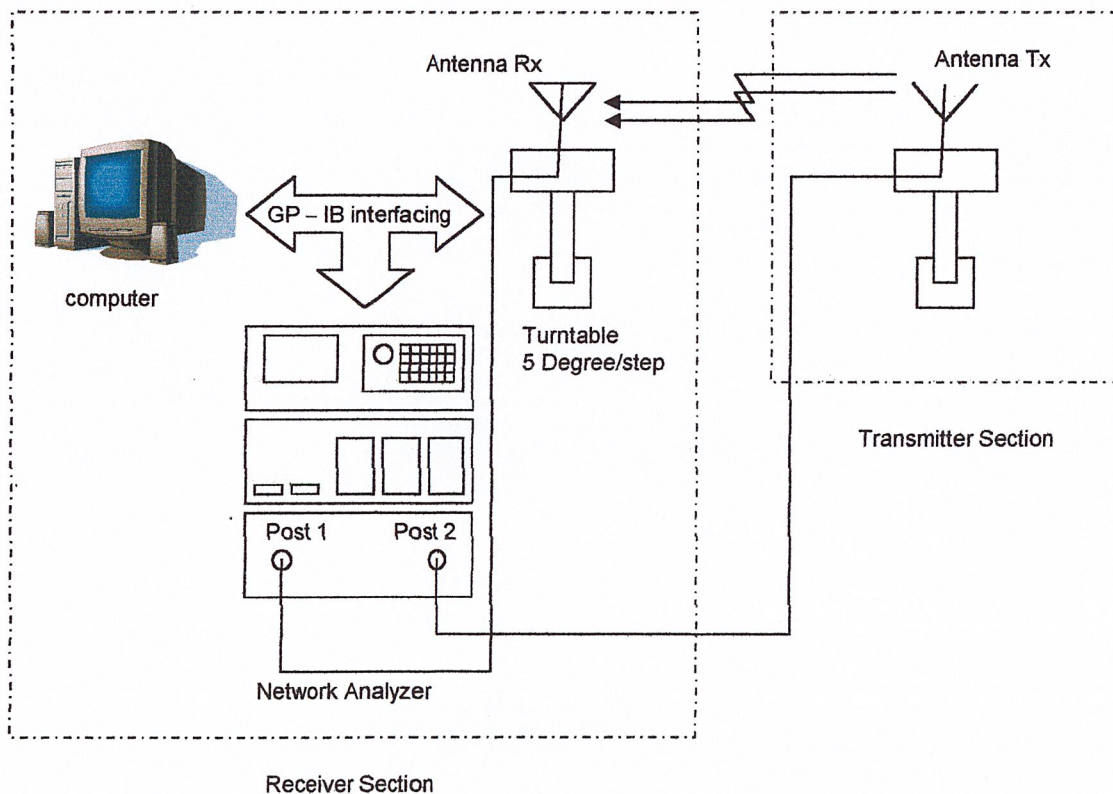 Antenna Rx
Antenna Tx
GP – IB interfacing
computer
Turntable
5 Degree/step
Transmitter Section
Post 1
Post 2
Network Analyzer
Receiver Section